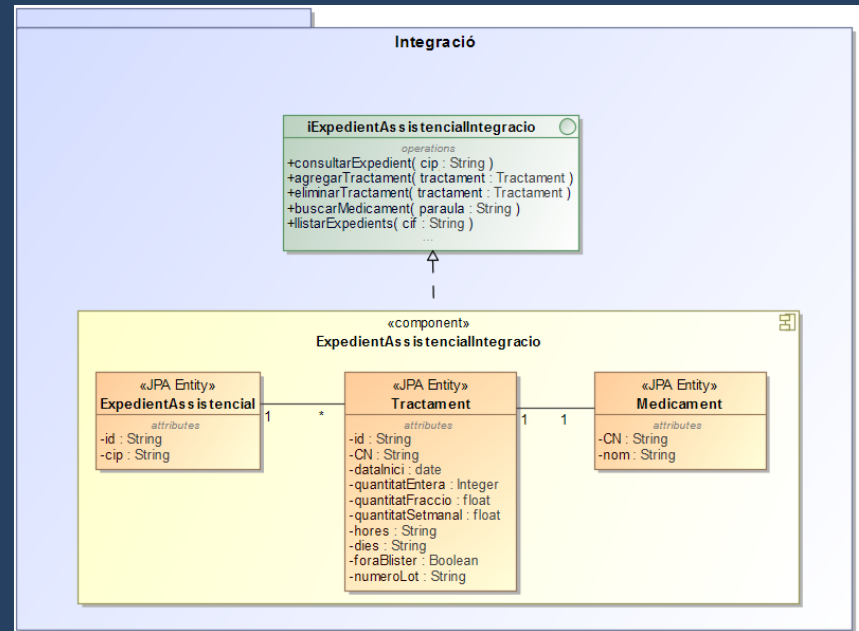 Integració
iExpedientAssistencialIntegracio
operations
+consultarExpedient( cip : String )
+agregarTractament( tractament : Tractament )
+eliminarTractament( tractament : Tractament )
+buscarMedicament( paraula : String )
+llistarExpedients( cif : String )
...
«component»
ExpedientAssistencialIntegracio
«JPA Entity»
ExpedientAssistencial
attributes
-id : String
-cip : String
1
*
«JPA Entity»
Tractament
attributes
-id : String
-CN : String
-dataInici : date
-quantitatEntera : Integer
-quantitatFraccio : float
-quantitatSetmanal : float
-hores : String
-dies : String
-foraBlister : Boolean
-numeroLot : String
1
1
«JPA Entity»
Medicament
attributes
-CN : String
-nom : String